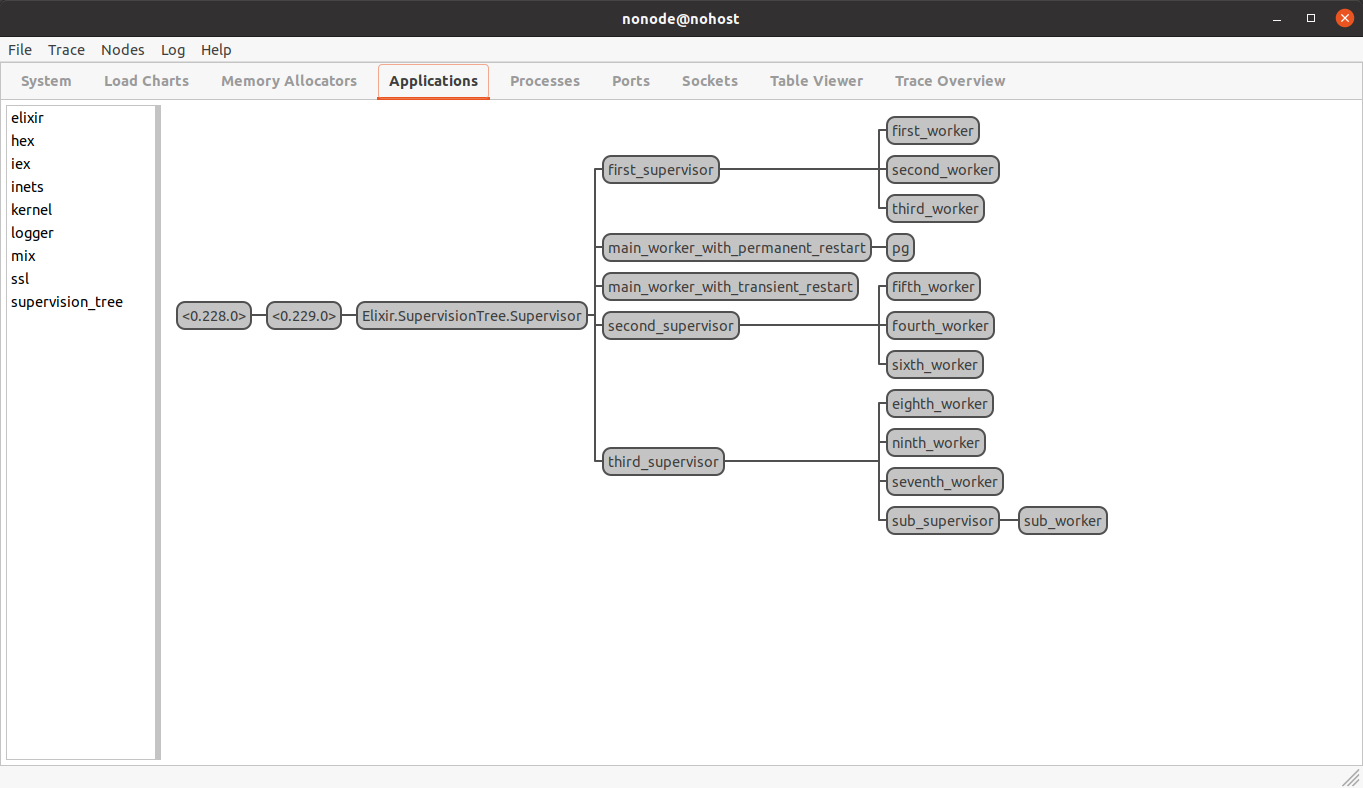 nonode@nohost
File Trace Nodes Log Help
System Load Charts Memory Allocators Applications Processes Ports Sockets Table Viewer Trace Overview
elixir
hex
iex
inets
kernel
logger
mix
ssl
supervision_tree
<0.228.0>
<0.229.0>
Elixir.SupervisionTree.Supervisor
first_supervisor
main_worker_with_permanent_restart
main_worker_with_transient_restart
second_supervisor
third_supervisor
first_worker
second_worker
third_worker
pg
fifth_worker
fourth_worker
sixth_worker
eighth_worker
ninth_worker
seventh_worker
sub_supervisor
sub_worker